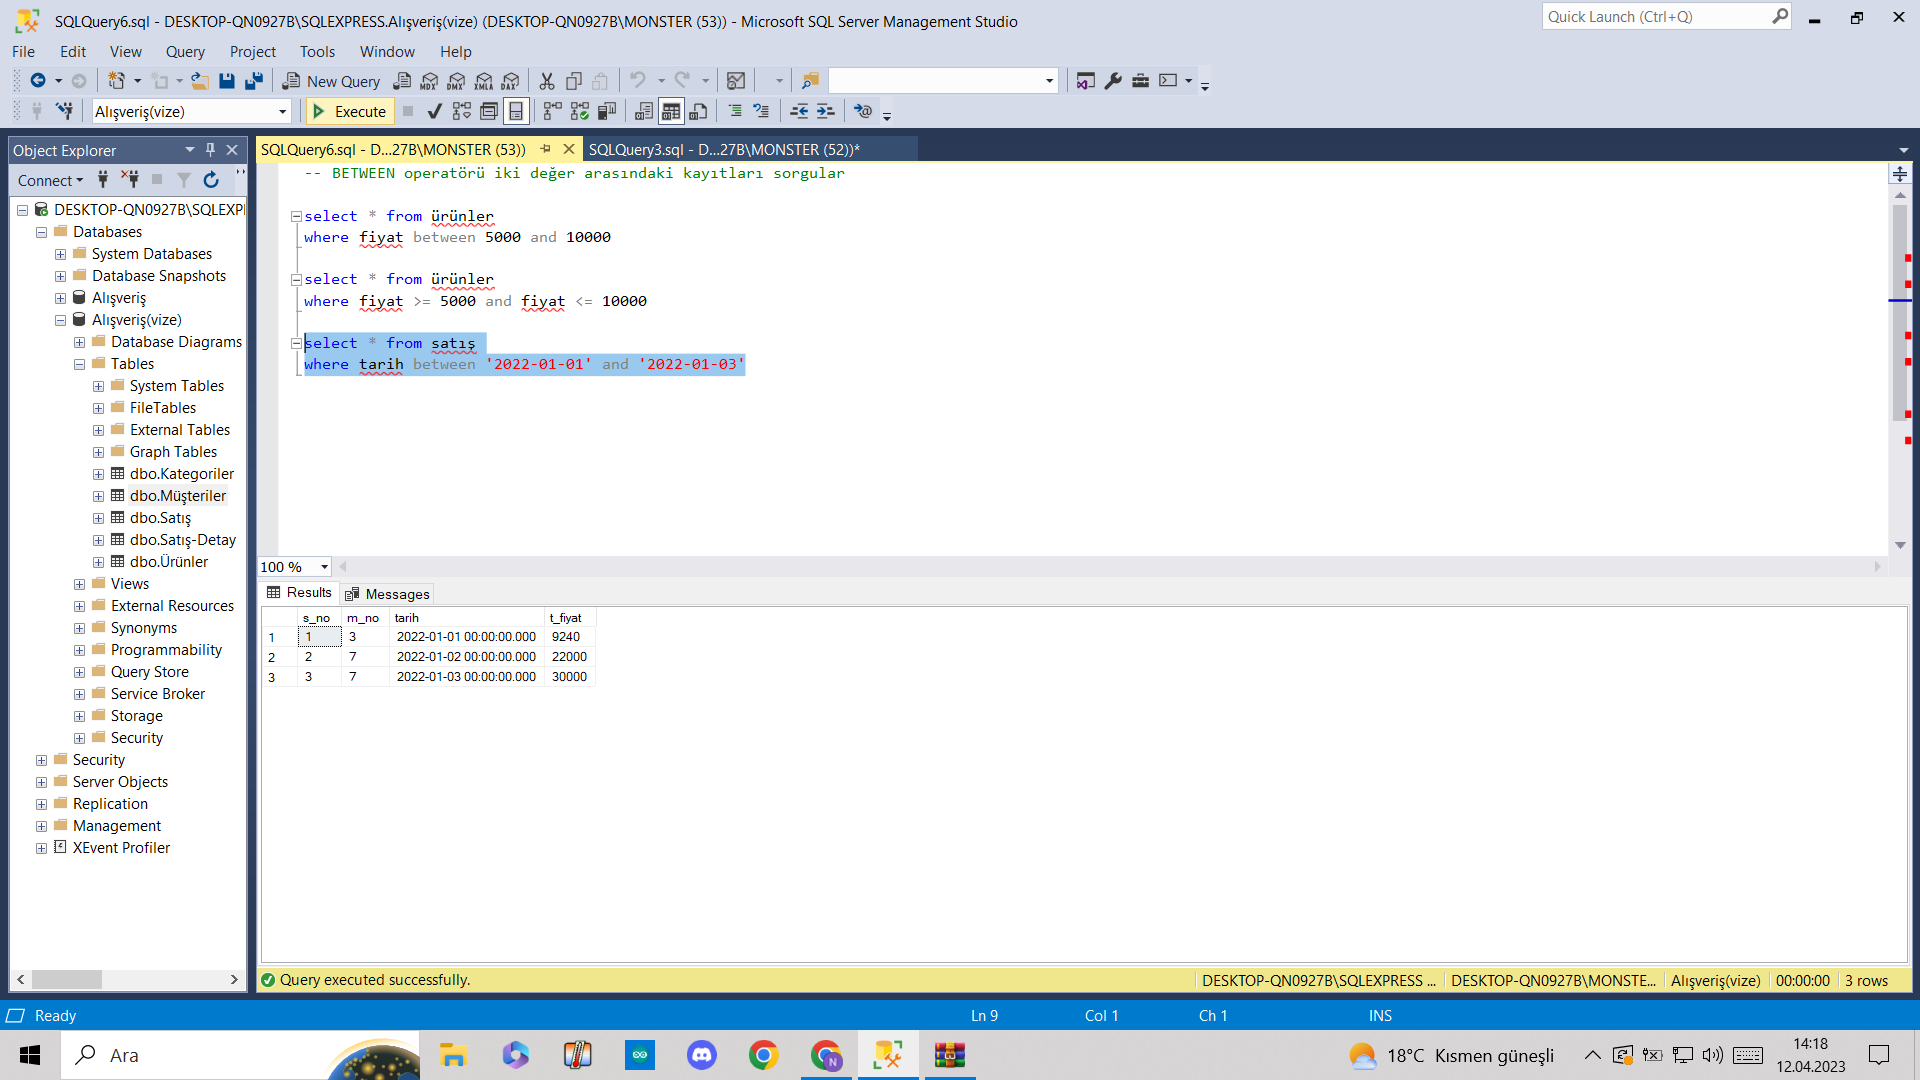 SQLQuery6.sql - DESKTOP-QN0927B\SQLEXPRESS.Alışveriş(vize) (DESKTOP-QN0927B\MONSTER (53)) - Microsoft SQL Server Management Studio
Quick Launch (Ctrl+Q)
File Edit View Query Project Tools Window Help
New Query
MDX DMX XMLA DAX
Alışveriş(vize)
Execute
Object Explorer
SQLQuery6.sql - D...27B\MONSTER (53))
SQLQuery3.sql - D...27B\MONSTER (52))*
Connect
DESKTOP-QN0927B\SQLEXPI
Databases
System Databases
Database Snapshots
Alışveriş
Alışveriş(vize)
Database Diagrams
Tables
System Tables
FileTables
External Tables
Graph Tables
dbo.Kategoriler
dbo.Müşteriler
dbo.Satış
dbo.Satış-Detay
dbo.Ürünler
Views
External Resources
Synonyms
Programmability
Query Store
Service Broker
Storage
Security
Security
Server Objects
Replication
Management
XEvent Profiler
-- BETWEEN operatörü iki değer arasındaki kayıtları sorgular
select * from ürünler
where fiyat between 5000 and 10000
select * from ürünler
where fiyat >= 5000 and fiyat <= 10000
select * from satış
where tarih between '2022-01-01' and '2022-01-03'
100 %
Results Messages
s_no m_no tarih t_fiyat
1 1 3 2022-01-01 00:00:00.000 9240
2 2 7 2022-01-02 00:00:00.000 22000
3 3 7 2022-01-03 00:00:00.000 30000
Query executed successfully.
DESKTOP-QN0927B\SQLEXPRESS ... DESKTOP-QN0927B\MONSTE... Alışveriş(vize) 00:00:00 3 rows
Ready Ln 9 Col 1 Ch 1 INS
Ara
N
18°C Kısmen güneşli
14:18
12.04.2023